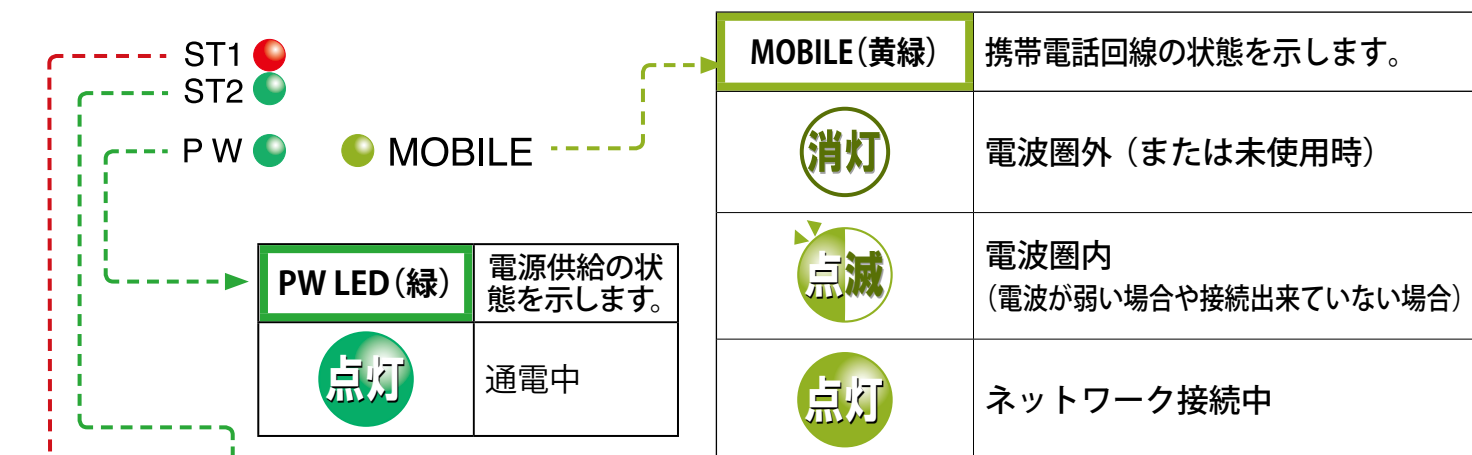 ST1
ST2
PW
MOBILE
PW LED（緑）
電源供給の状
態を示します。
点灯
通電中
MOBILE（黄緑）
携帯電話回線の状態を示します。
消灯
電波圏外（または未使用時）
点滅
電波圏内
（電波が弱い場合や接続出来ていない場合）
点灯
ネットワーク接続中